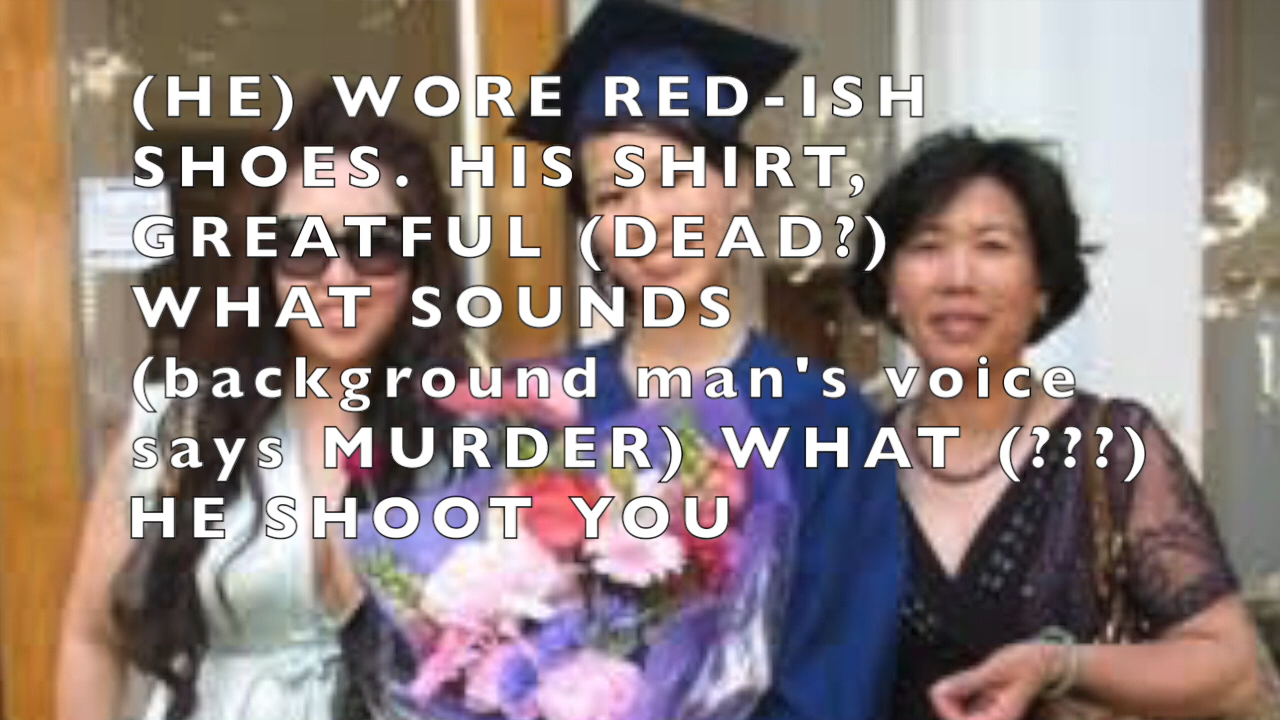 (HE) WORE RED-ISH
SHOES. HIS SHIRT,
GREATFUL (DEAD?)
WHAT SOUNDS
(background man's voice
says MURDER) WHAT (???)
HE SHOOT YOU